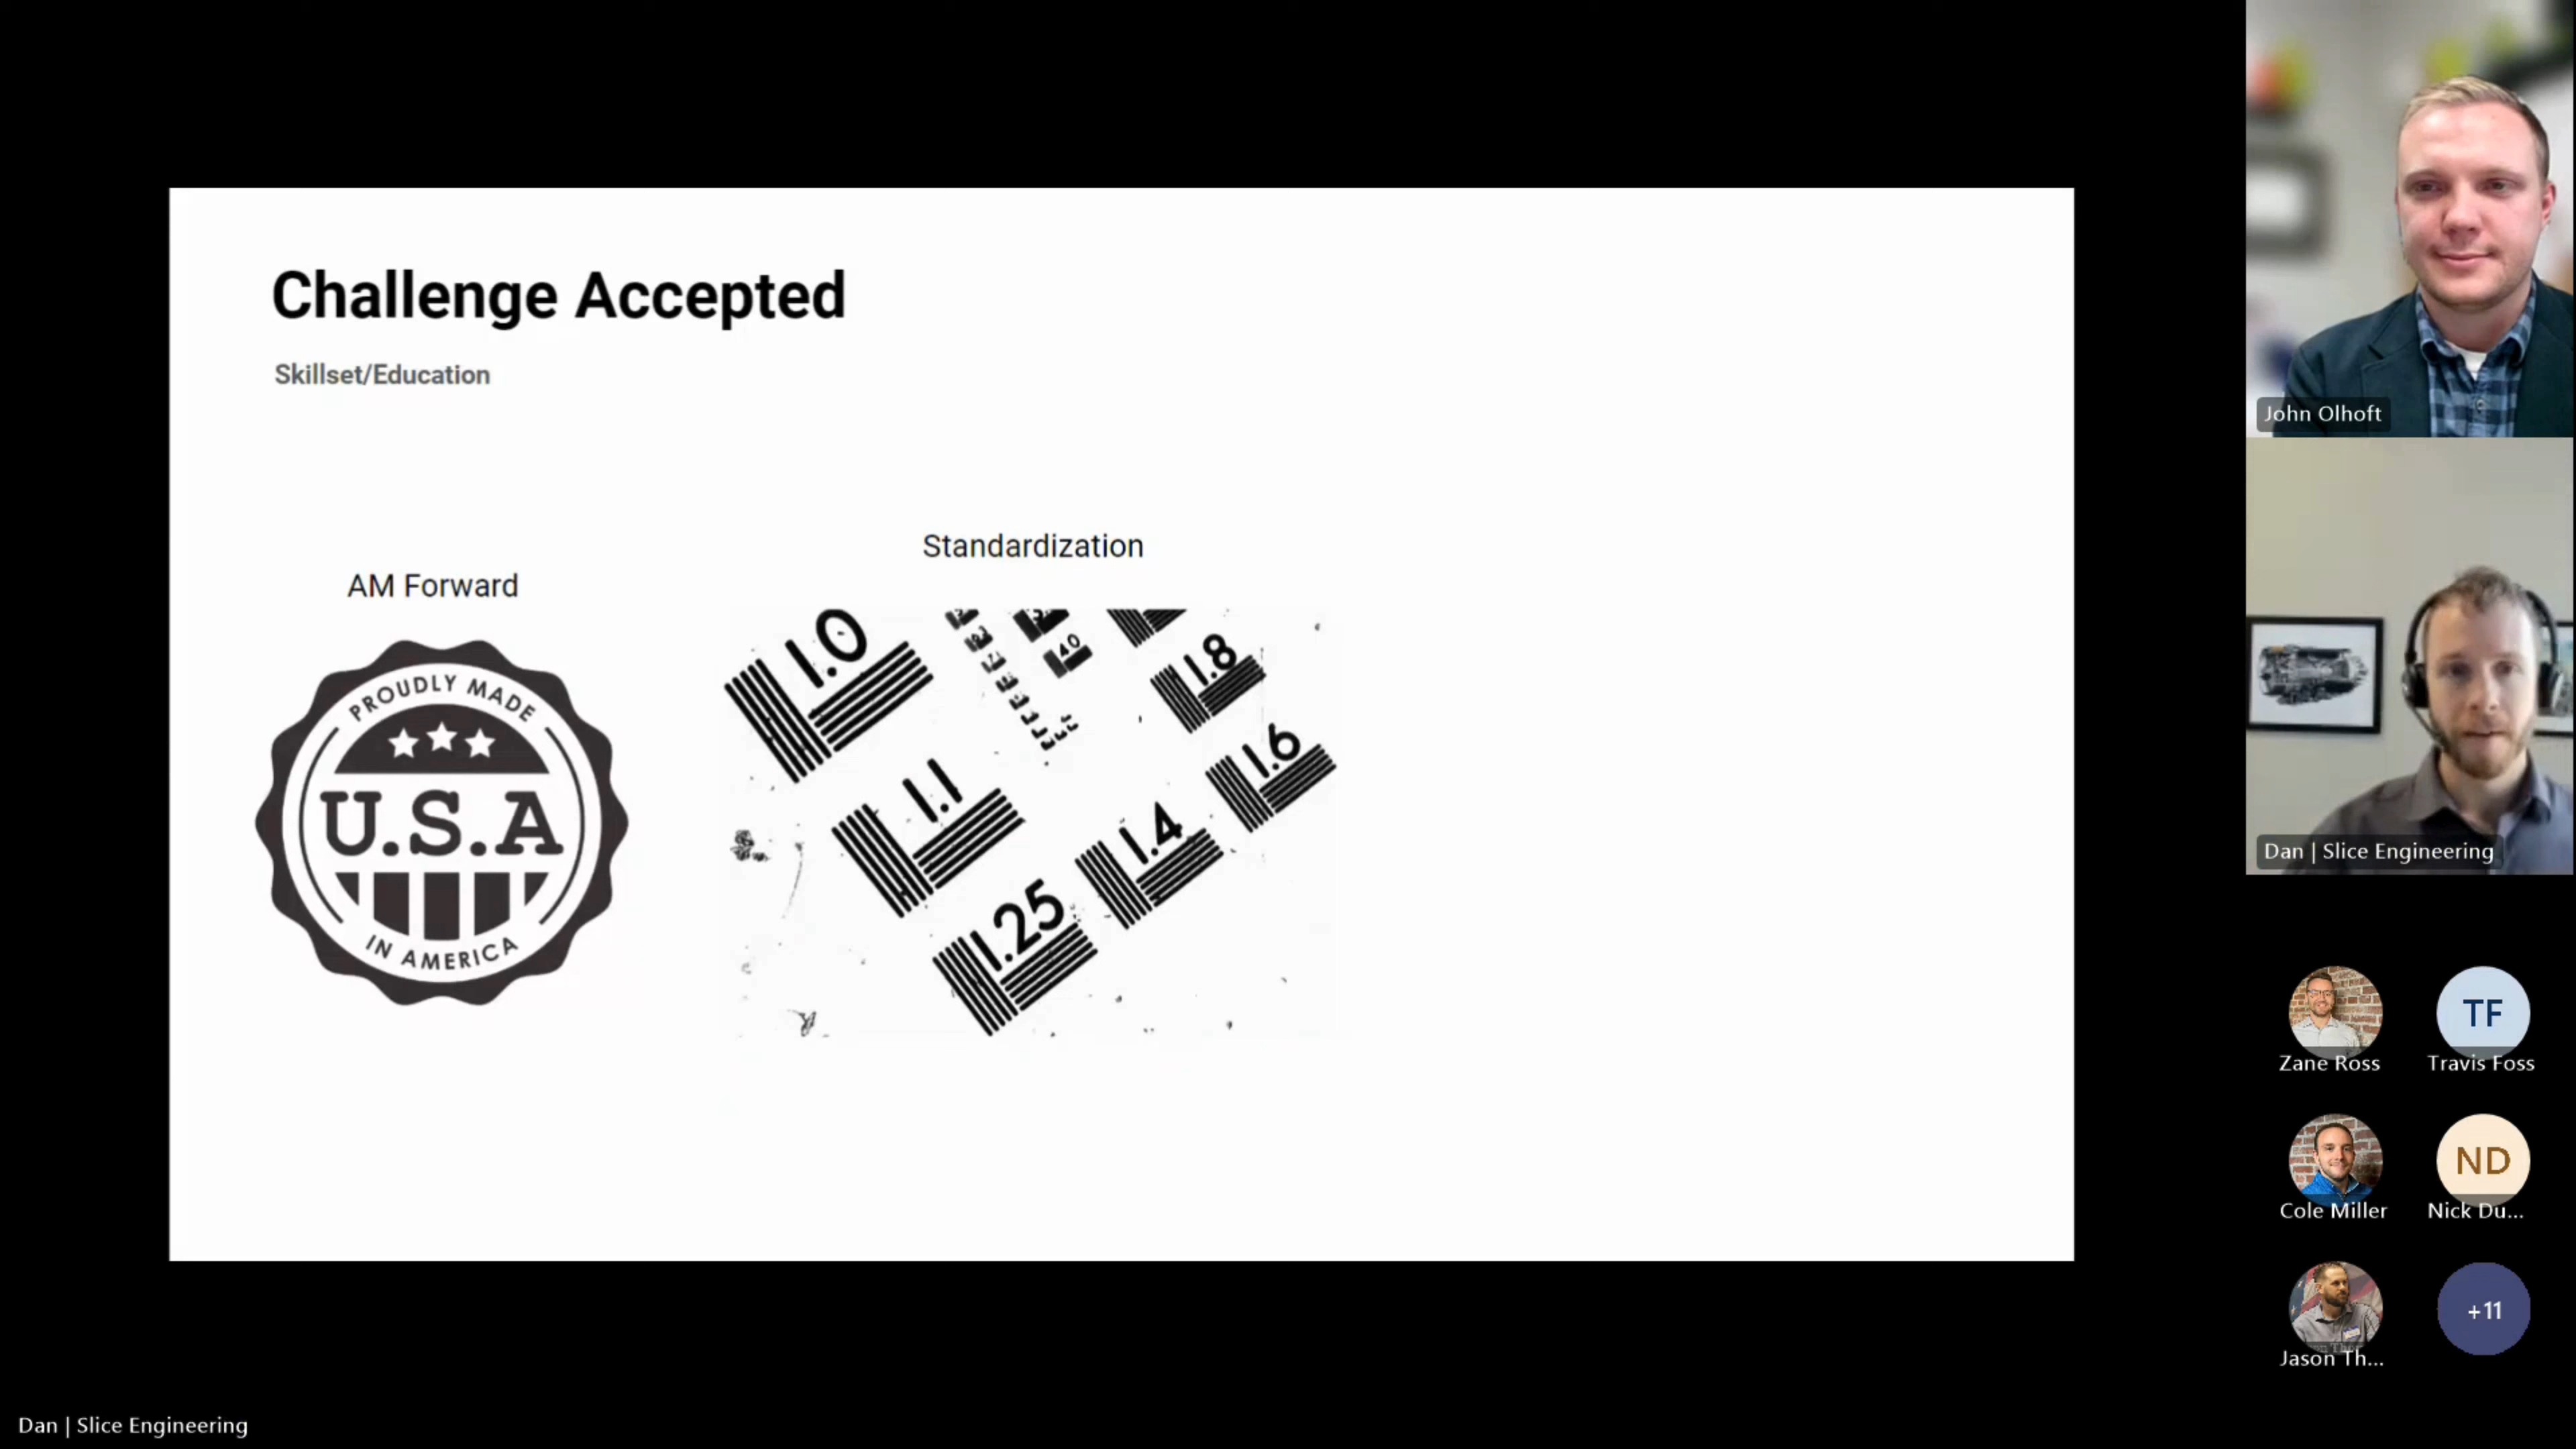 Challenge Accepted
Skillset/Education
AM Forward
PROUDLY MADE
U.S.A
IN AMERICA
Standardization
1.0
4.0
1.8
1.1
1.6
1.4
1.25
John Olhoft
Dan | Slice Engineering
Zane Ross
TF
Travis Foss
Cole Miller
ND
Nick Du...
Jason Th...
+11
Dan | Slice Engineering